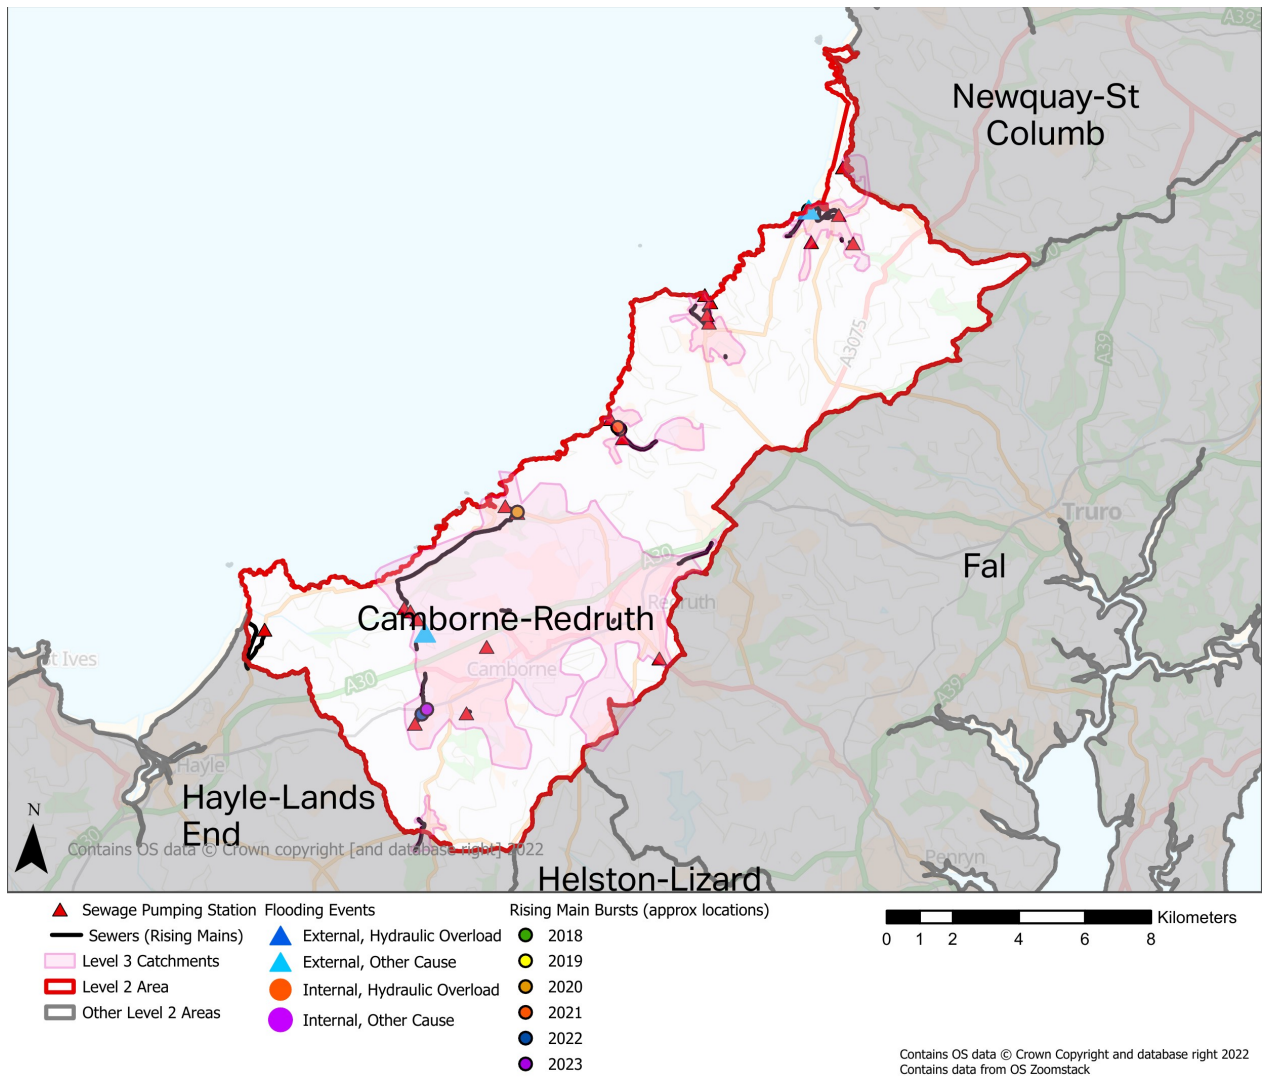 A392
Newquay-St
Columb
A30
A3075
A39
Truro
Fal
A30
Redruth
Camborne-Redruth
St Ives
Camborne
A30
A39
Hayle
Hayle-Lands
End
A30
Contains OS data © Crown copyright [and database right] 2022
Penryn
Helston-Lizard
N
Sewage Pumping Station
Sewers (Rising Mains)
Level 3 Catchments
Level 2 Area
Other Level 2 Areas
Flooding Events
External, Hydraulic Overload
External, Other Cause
Internal, Hydraulic Overload
Internal, Other Cause
Rising Main Bursts (approx locations)
2018
2019
2020
2021
2022
2023
Kilometers
0 1 2 4 6 8
Contains OS data © Crown Copyright and database right 2022
Contains data from OS Zoomstack